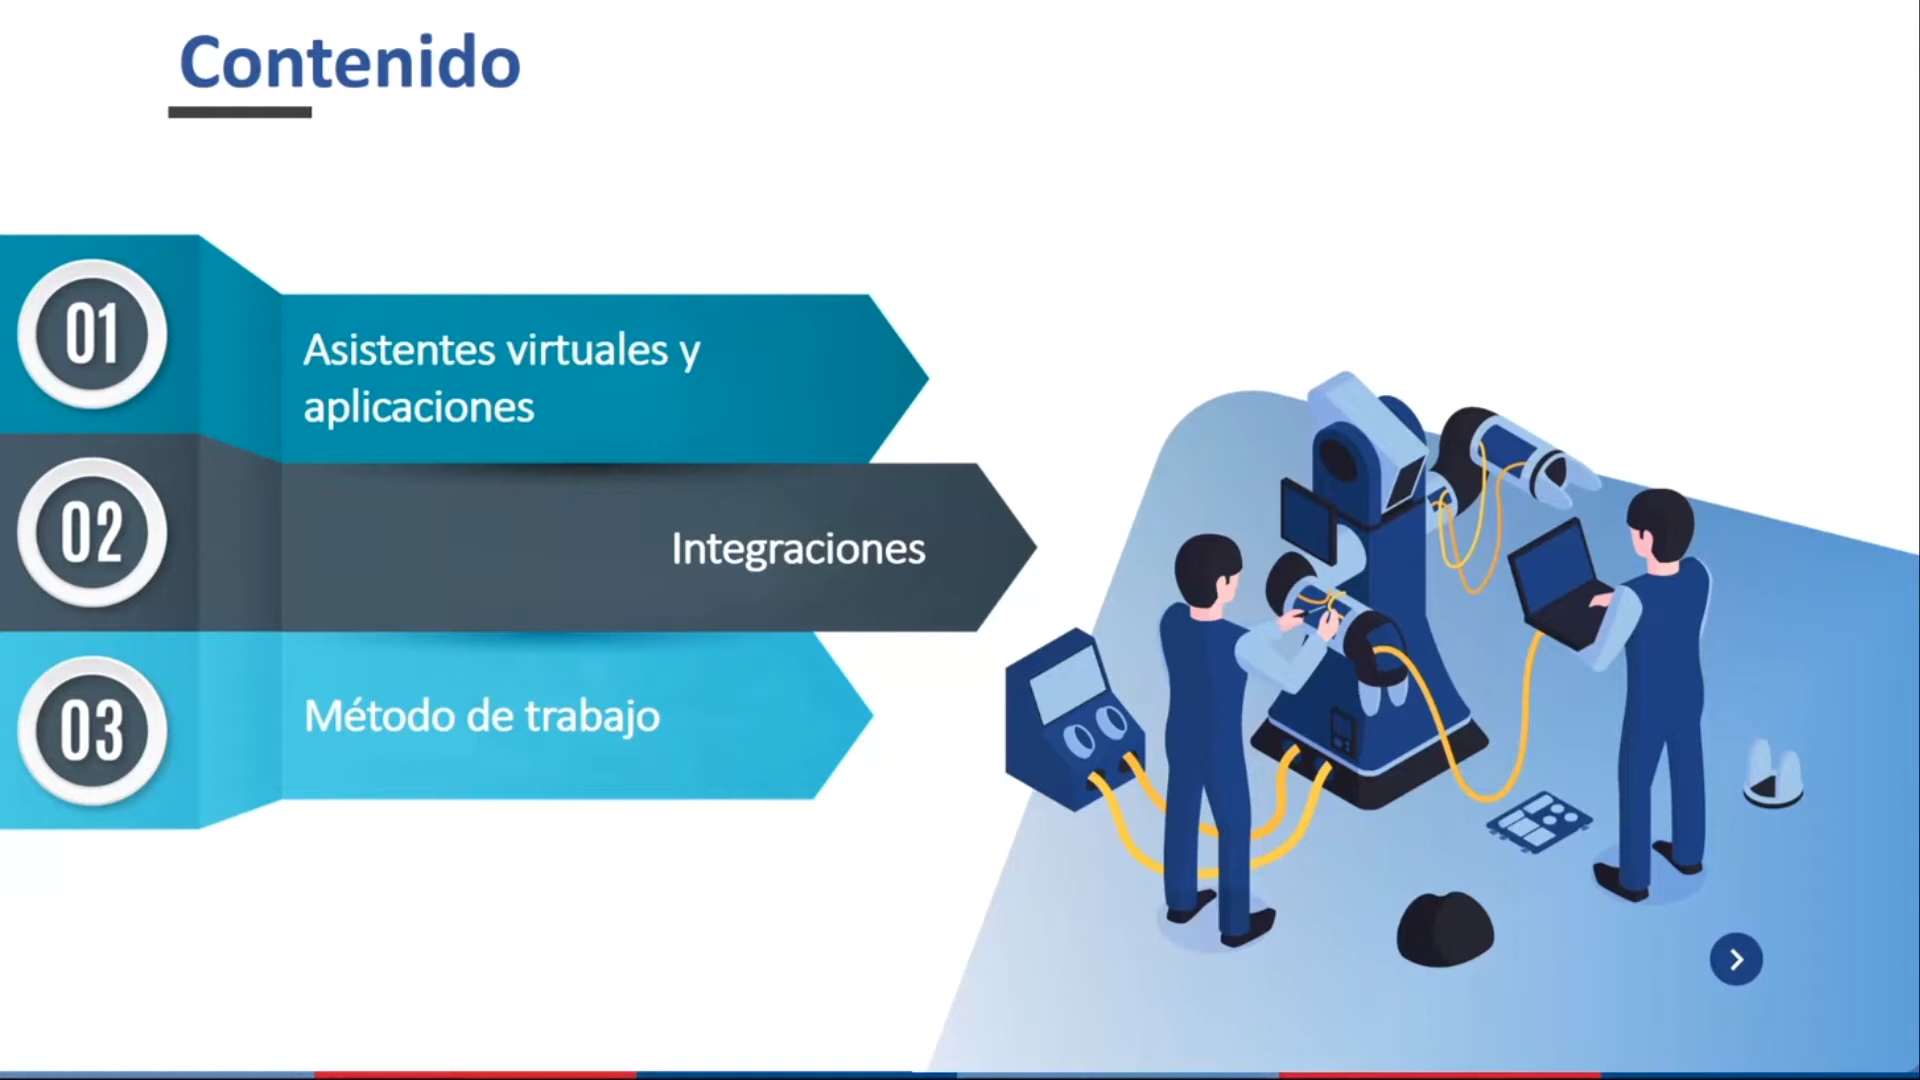 Contenido
01
Asistentes virtuales y
aplicaciones
02
Integraciones
03
Método de trabajo